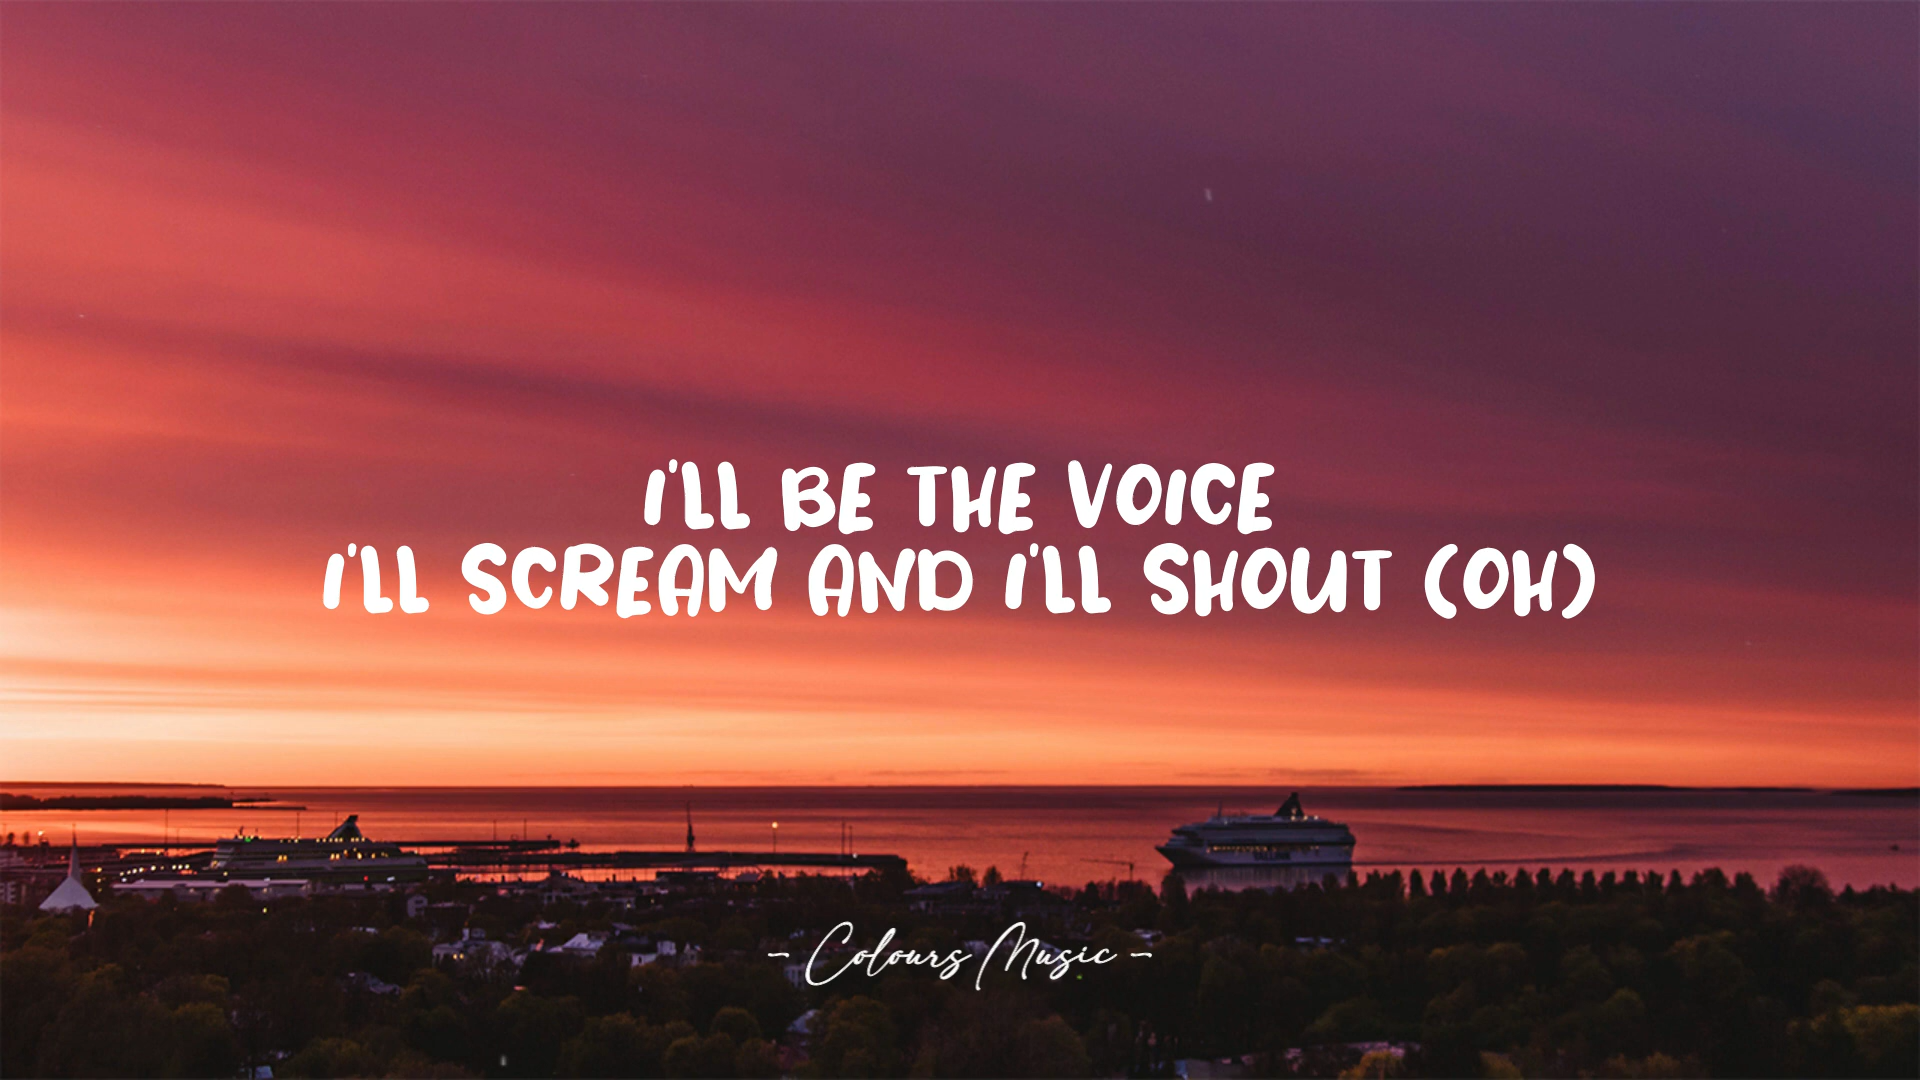 I'LL BE THE VOICE
I'LL SCREAM AND I'LL SHOUT (OH)
- Colours Music -